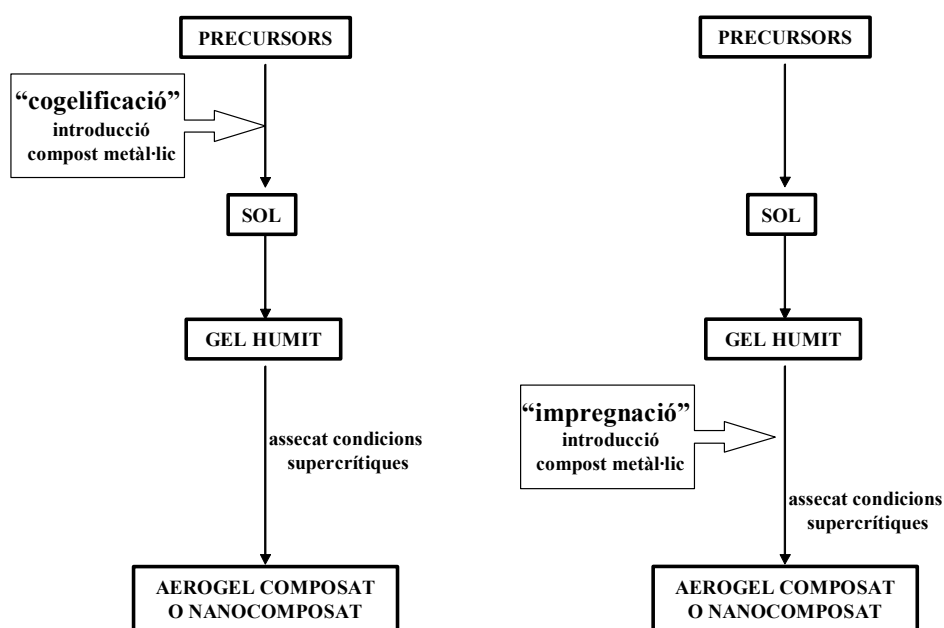 PRECURSORS
“cogelificació”
introducció
compost metàl·lic
SOL
GEL HUMIT
assecat condicions
supercrítiques
AEROGEL COMPOSAT
O NANOCOMPOSAT
PRECURSORS
SOL
GEL HUMIT
“impregnació”
introducció
compost metàl·lic
assecat condicions
supercrítiques
AEROGEL COMPOSAT
O NANOCOMPOSAT